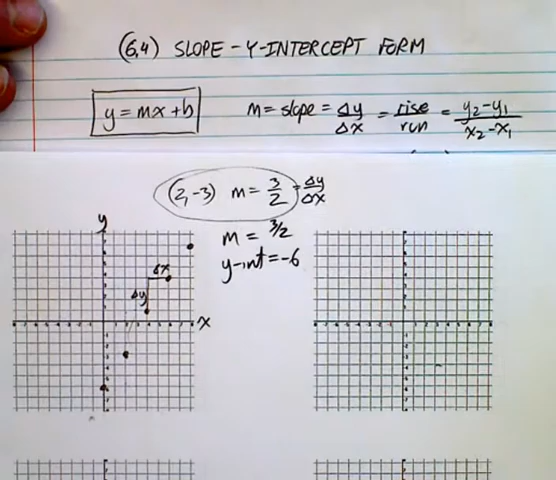 (6.4) SLOPE - Y-INTERCEPT FORM
y = mx + b m = slope = Δy/Δx = rise/run = y₂-y₁/x₂-x₁
(2,-3) m = 3/2 = Δy/Δx
y
m = 3/2
y-int = -6
Δx
Δy
x